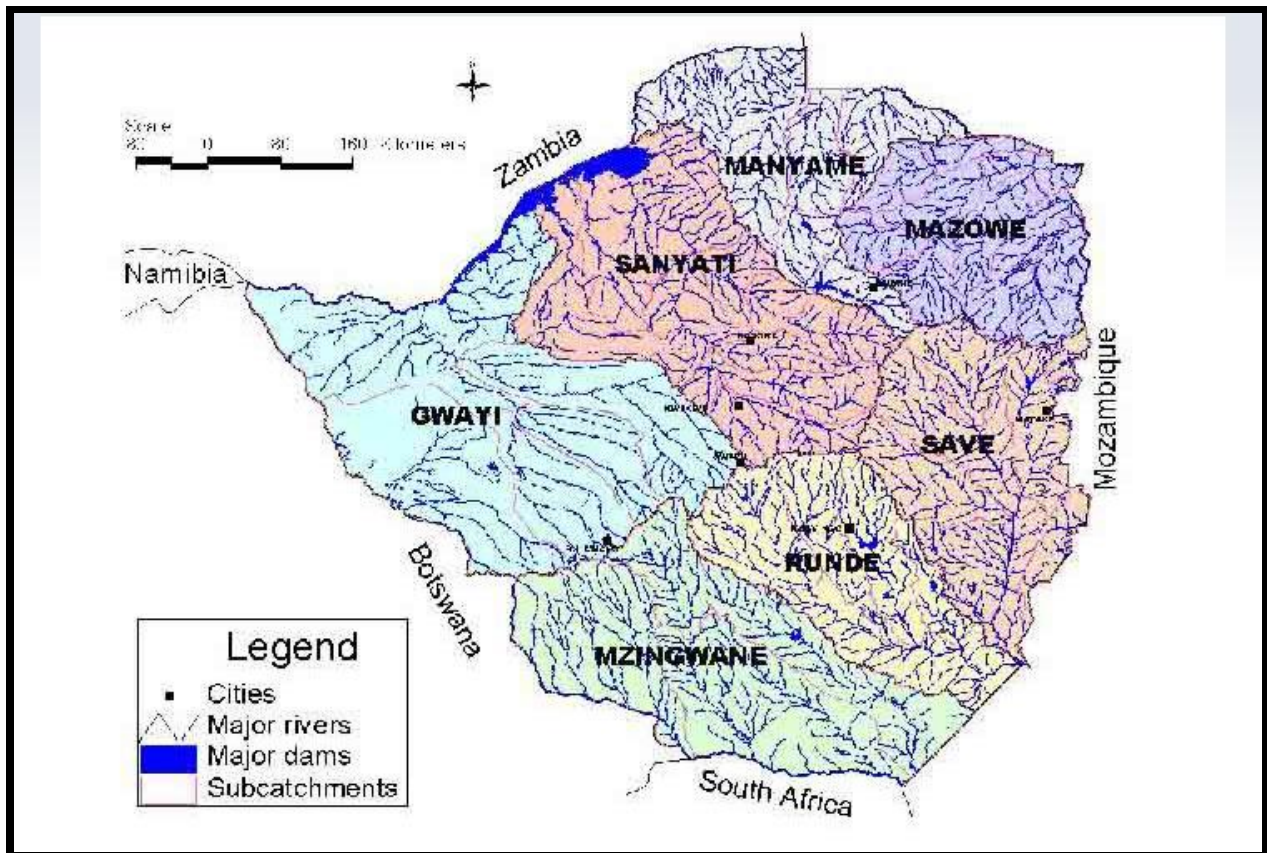 Scale
80 0 80 160 Kilometers
Zambia
Namibia
MANYAME
MAZOWE
SANYATI
GWAYI
SAVE
RUNDE
MZINGWANE
Mozambique
Botswana
South Africa
Legend
Cities
Major rivers
Major dams
Subcatchments